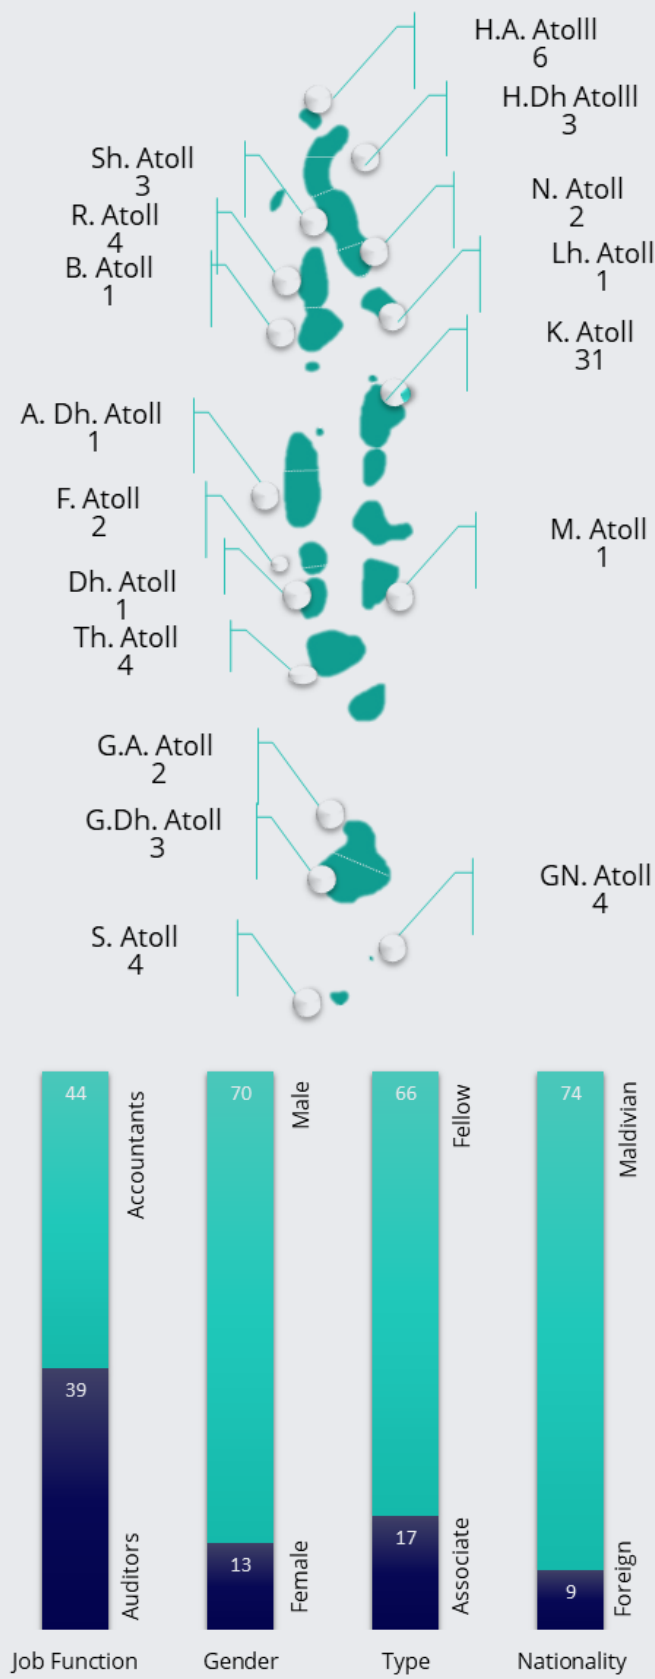 H.A. Atolll
6
H.Dh Atolll
3
Sh. Atoll
3
N. Atoll
2
R. Atoll
4
Lh. Atoll
1
B. Atoll
1
K. Atoll
31
A. Dh. Atoll
1
F. Atoll
2
M. Atoll
1
Dh. Atoll
1
Th. Atoll
4
G.A. Atoll
2
G.Dh. Atoll
3
GN. Atoll
4
S. Atoll
4
44
Accountants
39
Auditors
Job Function
70
Male
13
Female
Gender
66
Fellow
17
Associate
Type
74
Maldivian
9
Foreign
Nationality